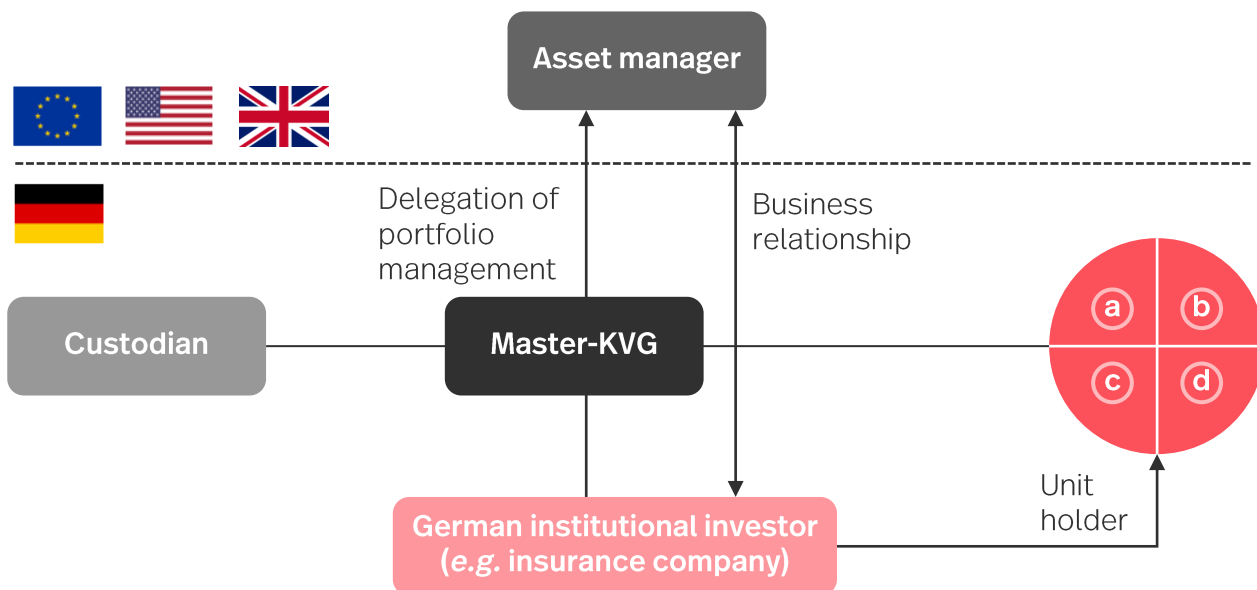 Asset manager
Delegation of
portfolio
management
Business
relationship
Custodian
Master-KVG
a
b
c
d
Unit
holder
German institutional investor
(e.g. insurance company)